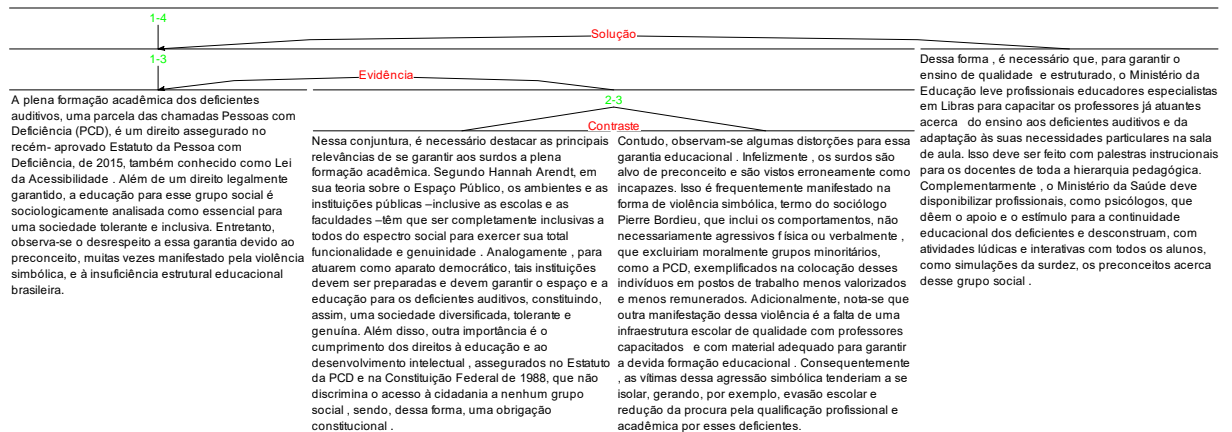 1-4
Solução
1-3
Evidência
A plena formação acadêmica dos deficientes
auditivos, uma parcela das chamadas Pessoas com
Deficiência (PCD), é um direito assegurado no
recém- aprovado Estatuto da Pessoa com
Deficiência, de 2015, também conhecido como Lei
da Acessibilidade . Além de um direito legalmente
garantido, a educação para esse grupo social é
sociologicamente analisada como essencial para
uma sociedade tolerante e inclusiva. Entretanto,
observa-se o desrespeito a essa garantia devido ao
preconceito, muitas vezes manifestado pela violência
simbólica, e à insuficiência estrutural educacional
brasileira.
2-3
Contraste
Nessa conjuntura, é necessário destacar as principais
relevâncias de se garantir aos surdos a plena
formação acadêmica. Segundo Hannah Arendt, em
sua teoria sobre o Espaço Público, os ambientes e as
instituições públicas –inclusive as escolas e as
faculdades –têm que ser completamente inclusivas a
todos do espectro social para exercer sua total
funcionalidade e genuinidade . Analogamente , para
atuarem como aparato democrático, tais instituições
devem ser preparadas e devem garantir o espaço e a
educação para os deficientes auditivos, constituindo,
assim, uma sociedade diversificada, tolerante e
genuína. Além disso, outra importância é o
cumprimento dos direitos à educação e ao
desenvolvimento intelectual , assegurados no Estatuto
da PCD e na Constituição Federal de 1988, que não
discrimina o acesso à cidadania a nenhum grupo
social , sendo, dessa forma, uma obrigação
constitucional .
Contudo, observam-se algumas distorções para essa
garantia educacional . Infelizmente , os surdos são
alvo de preconceito e são vistos erroneamente como
incapazes. Isso é frequentemente manifestado na
forma de violência simbólica, termo do sociólogo
Pierre Bordieu, que inclui os comportamentos, não
necessariamente agressivos f ísica ou verbalmente ,
que excluiriam moralmente grupos minoritários,
como a PCD, exemplificados na colocação desses
indivíduos em postos de trabalho menos valorizados
e menos remunerados. Adicionalmente, nota-se que
outra manifestação dessa violência é a falta de uma
infraestrutura escolar de qualidade com professores
capacitados e com material adequado para garantir
a devida formação educacional . Consequentemente
, as vítimas dessa agressão simbólica tenderiam a se
isolar, gerando, por exemplo, evasão escolar e
redução da procura pela qualificação profissional e
acadêmica por esses deficientes.
Dessa forma , é necessário que, para garantir o
ensino de qualidade e estruturado, o Ministério da
Educação leve profissionais educadores especialistas
em Libras para capacitar os professores já atuantes
acerca do ensino aos deficientes auditivos e da
adaptação às suas necessidades particulares na sala
de aula. Isso deve ser feito com palestras instrucionais
para os docentes de toda a hierarquia pedagógica.
Complementarmente , o Ministério da Saúde deve
disponibilizar profissionais, como psicólogos, que
dêem o apoio e o estímulo para a continuidade
educacional dos deficientes e desconstruam, com
atividades lúdicas e interativas com todos os alunos,
como simulações da surdez, os preconceitos acerca
desse grupo social .